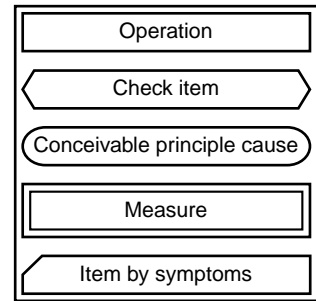 Operation
Check item
Conceivable principle cause
Measure
Item by symptoms